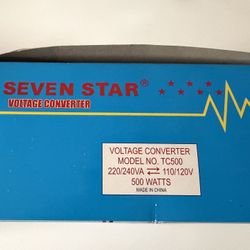 SEVEN STAR®
VOLTAGE CONVERTER
VOLTAGE CONVERTER
MODEL NO. TC500
220/240VA ⇄ 110/120V
500 WATTS
MADE IN CHINA